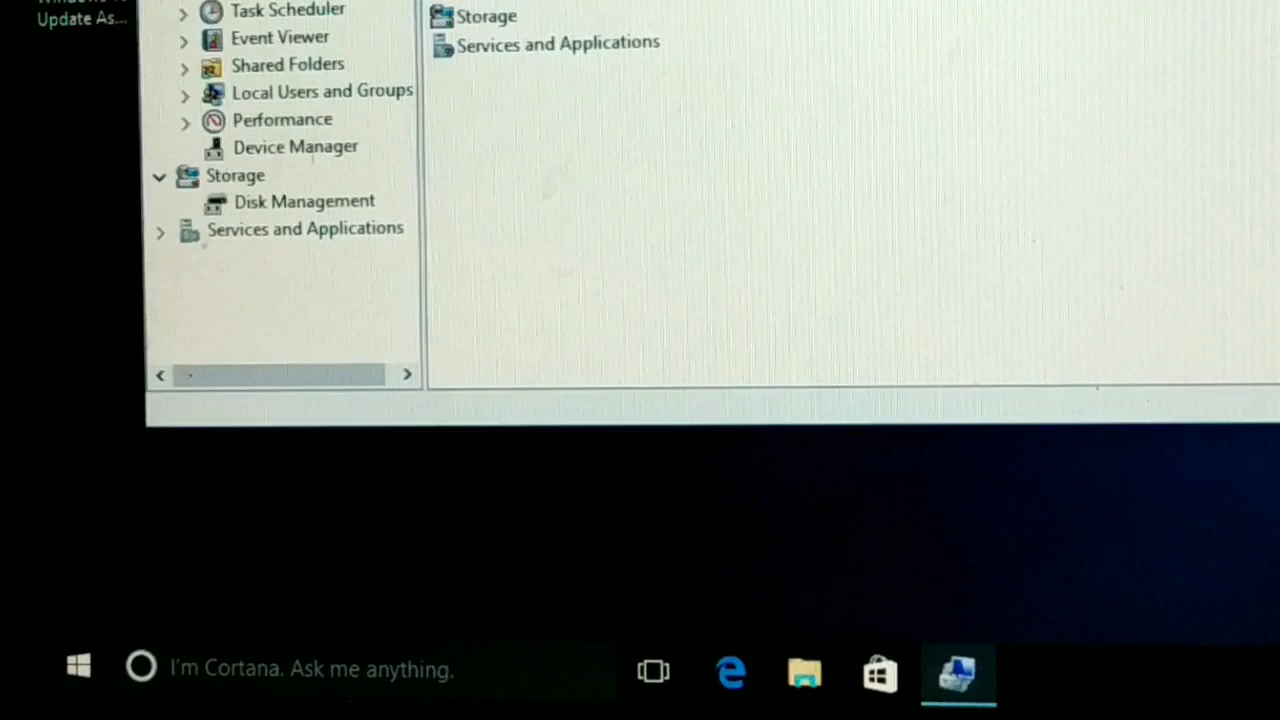 Update As...
Task Scheduler
Event Viewer
Shared Folders
Local Users and Groups
Performance
Device Manager
Storage
Disk Management
Services and Applications
Storage
Services and Applications
I'm Cortana. Ask me anything.